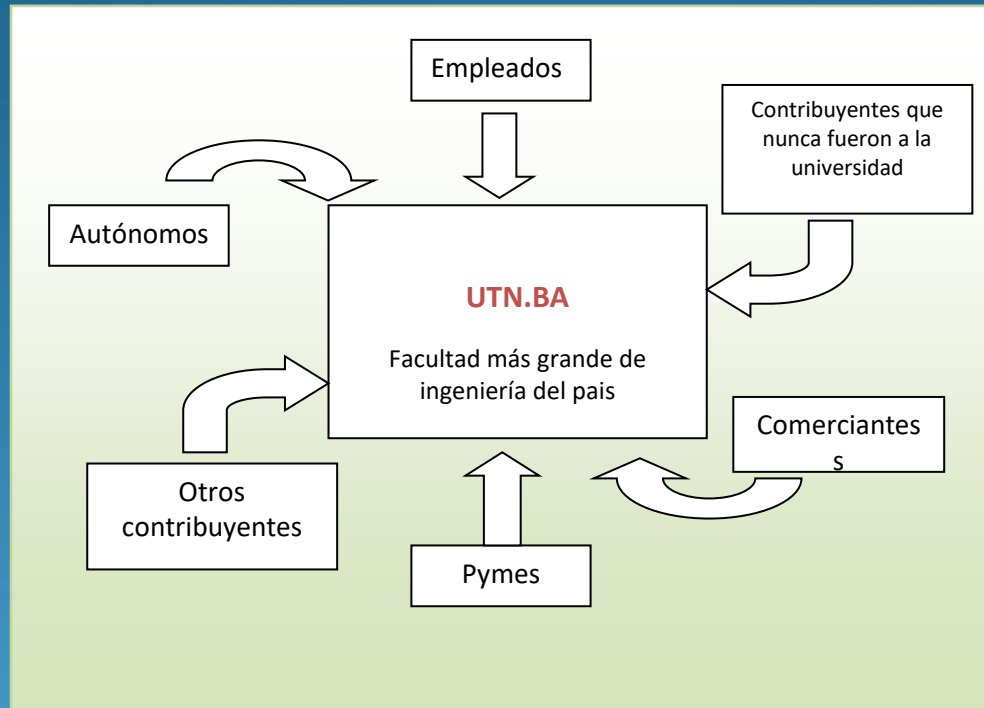 Empleados
Contribuyentes que
nunca fueron a la
universidad
Autónomos
UTN.BA
Facultad más grande de
ingeniería del pais
Comerciante
s
Otros
contribuyentes
Pymes